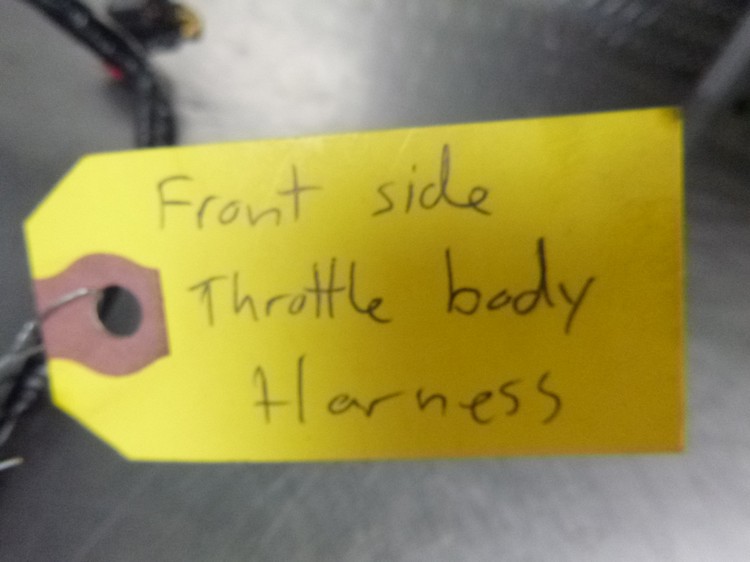 Front side
Throttle body
Harness